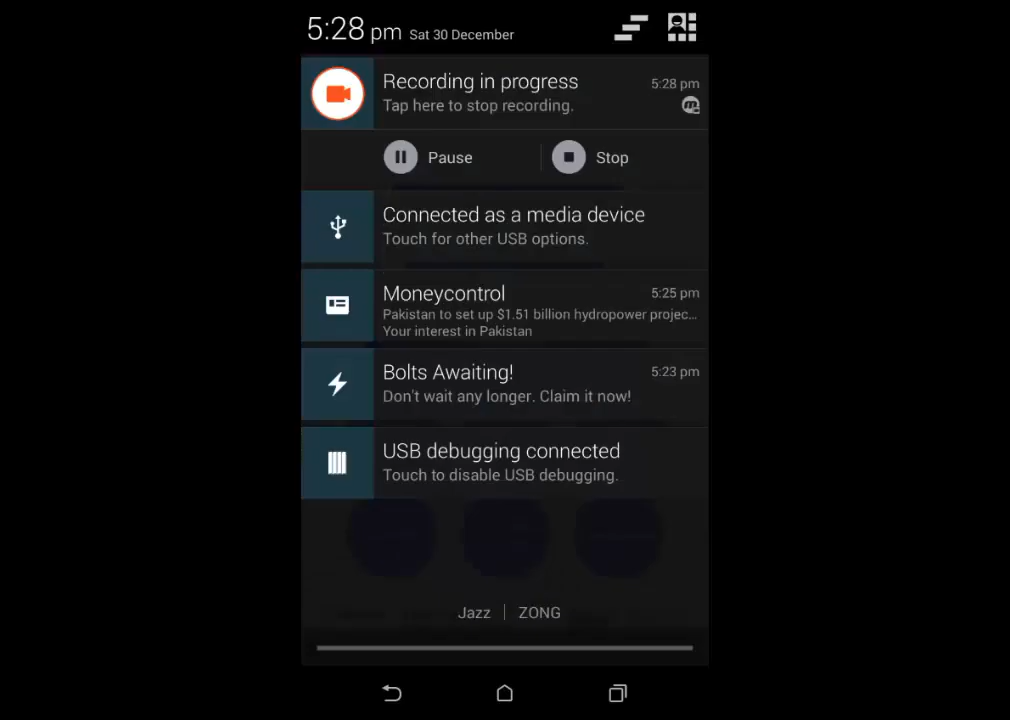 5:28 pm Sat 30 December
Recording in progress 5:28 pm
Tap here to stop recording.
Pause Stop
Connected as a media device
Touch for other USB options.
Moneycontrol 5:25 pm
Pakistan to set up $1.51 billion hydropower projec...
Your interest in Pakistan
Bolts Awaiting! 5:23 pm
Don't wait any longer. Claim it now!
USB debugging connected
Touch to disable USB debugging.
Jazz | ZONG